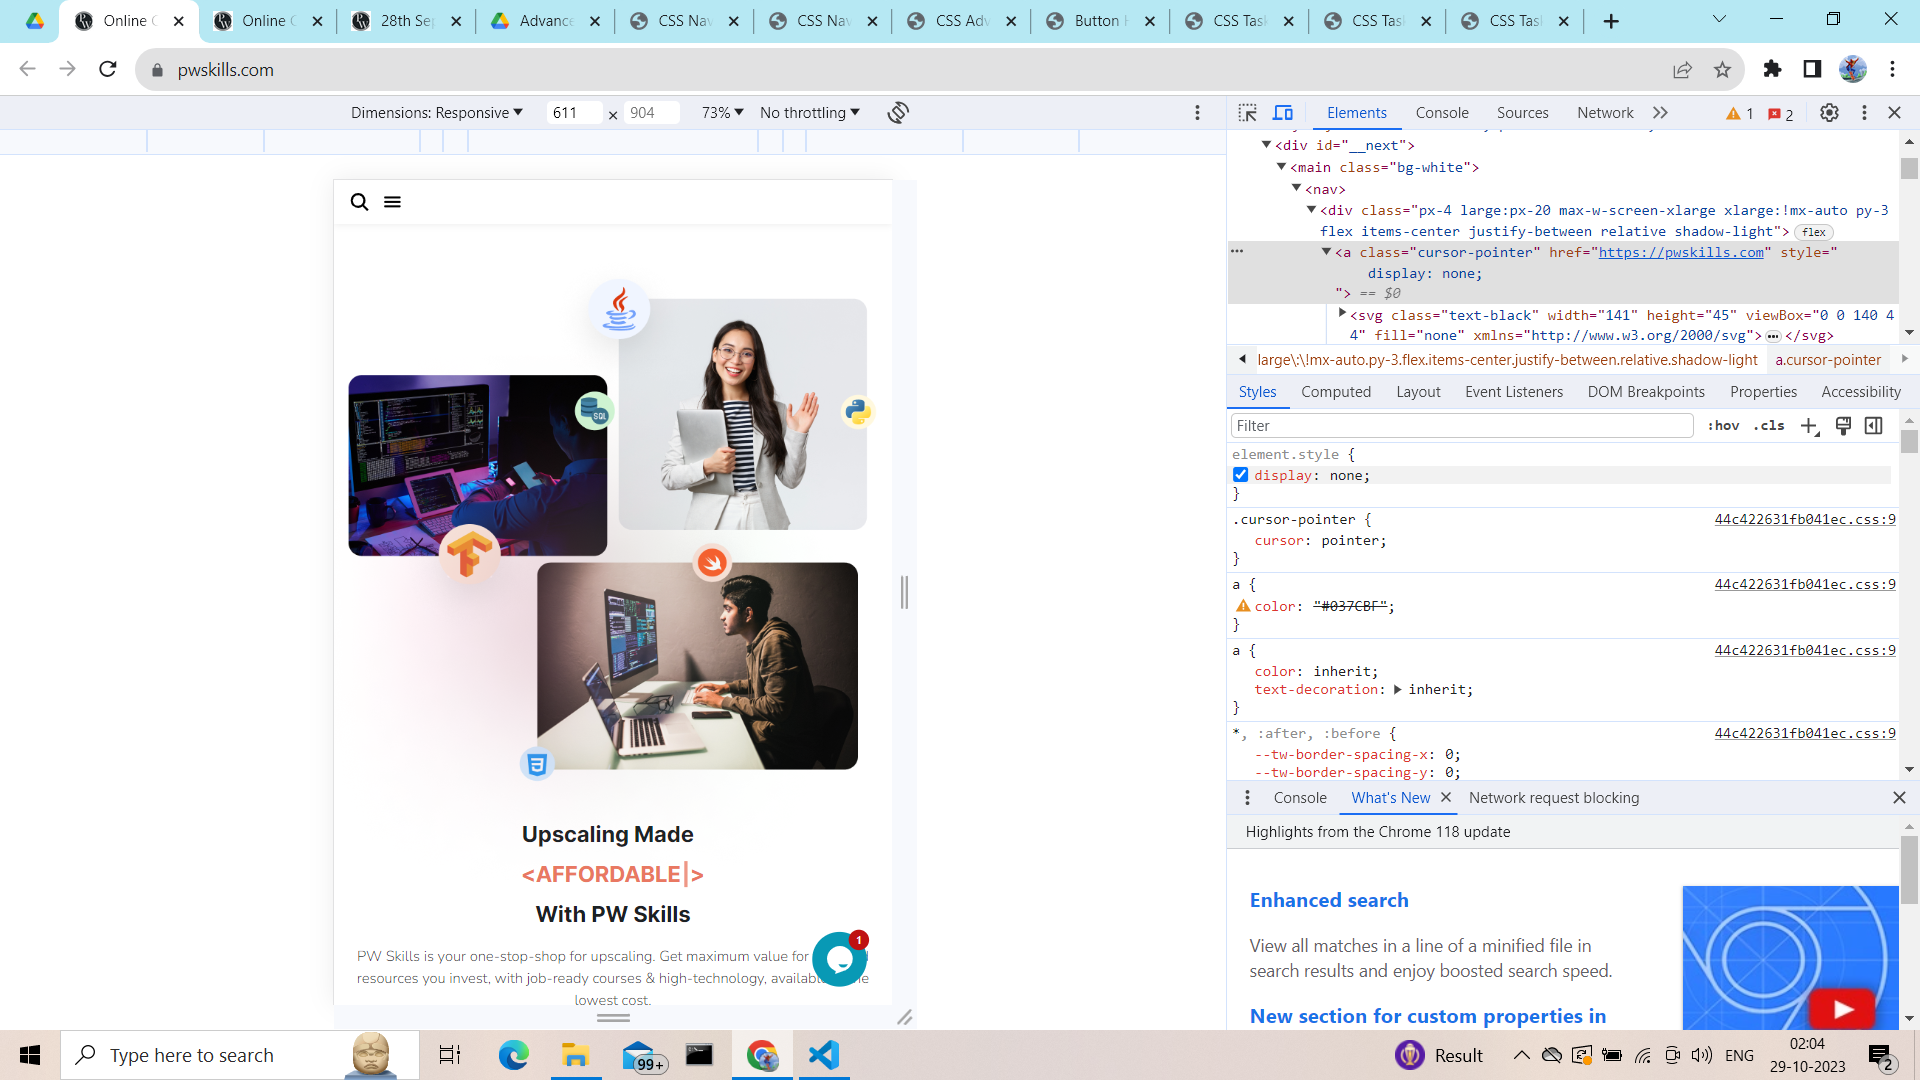 Online C
Online C
28th Sep
Advance
CSS Nav
CSS Nav
CSS Adv
Button H
CSS Task
CSS Tas
CSS Tas
pwskills.com
Dimensions: Responsive
611 × 904
73%
No throttling
Elements
Console
Sources
Network
1
2
<div id="__next">
<main class="bg-white">
<nav>
<div class="px-4 large:px-20 max-w-screen-xlarge xlarge:!mx-auto py-3
flex items-center justify-between relative shadow-light"> flex
<a class="cursor-pointer" href="https://pwskills.com" style="
display: none;
"> == $0
<svg class="text-black" width="141" height="45" viewBox="0 0 140 4
4" fill="none" xmlns="http://www.w3.org/2000/svg"> … </svg>
large\:\!mx-auto.py-3.flex.items-center.justify-between.relative.shadow-light
a.cursor-pointer
Styles
Computed
Layout
Event Listeners
DOM Breakpoints
Properties
Accessibility
Filter
:hov .cls
element.style {
display: none;
}
.cursor-pointer { 44c422631fb041ec.css:9
cursor: pointer;
}
a { 44c422631fb041ec.css:9
color: "#037CBF";
}
a { 44c422631fb041ec.css:9
color: inherit;
text-decoration: inherit;
}
*, :after, :before { 44c422631fb041ec.css:9
--tw-border-spacing-x: 0;
--tw-border-spacing-y: 0;
Console
What's New
Network request blocking
Highlights from the Chrome 118 update
Enhanced search
View all matches in a line of a minified file in
search results and enjoy boosted search speed.
New section for custom properties in
SQL
Upscaling Made
<AFFORDABLE|>
With PW Skills
PW Skills is your one-stop-shop for upscaling. Get maximum value for
resources you invest, with job-ready courses & high-technology, available
lowest cost.
1
Type here to search
99+
Result
ENG
02:04
29-10-2023
2